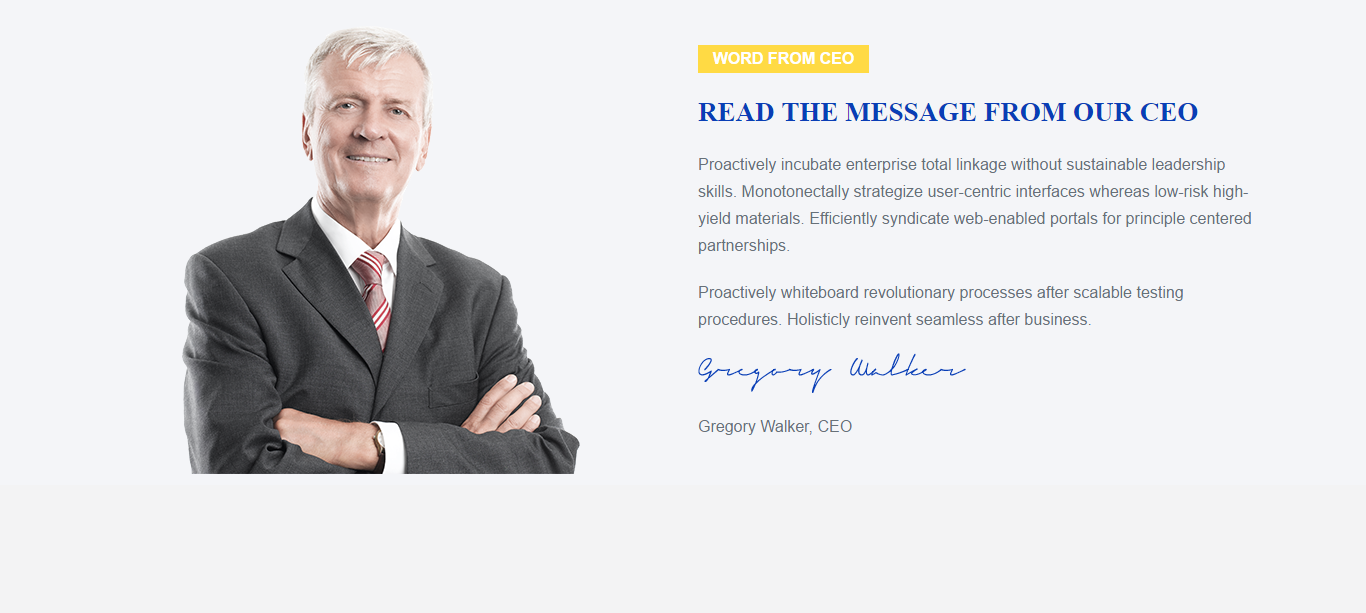 WORD FROM CEO
READ THE MESSAGE FROM OUR CEO
Proactively incubate enterprise total linkage without sustainable leadership
skills. Monotonectally strategize user-centric interfaces whereas low-risk high-
yield materials. Efficiently syndicate web-enabled portals for principle centered
partnerships.
Proactively whiteboard revolutionary processes after scalable testing
procedures. Holisticly reinvent seamless after business.
Gregory Walker
Gregory Walker, CEO